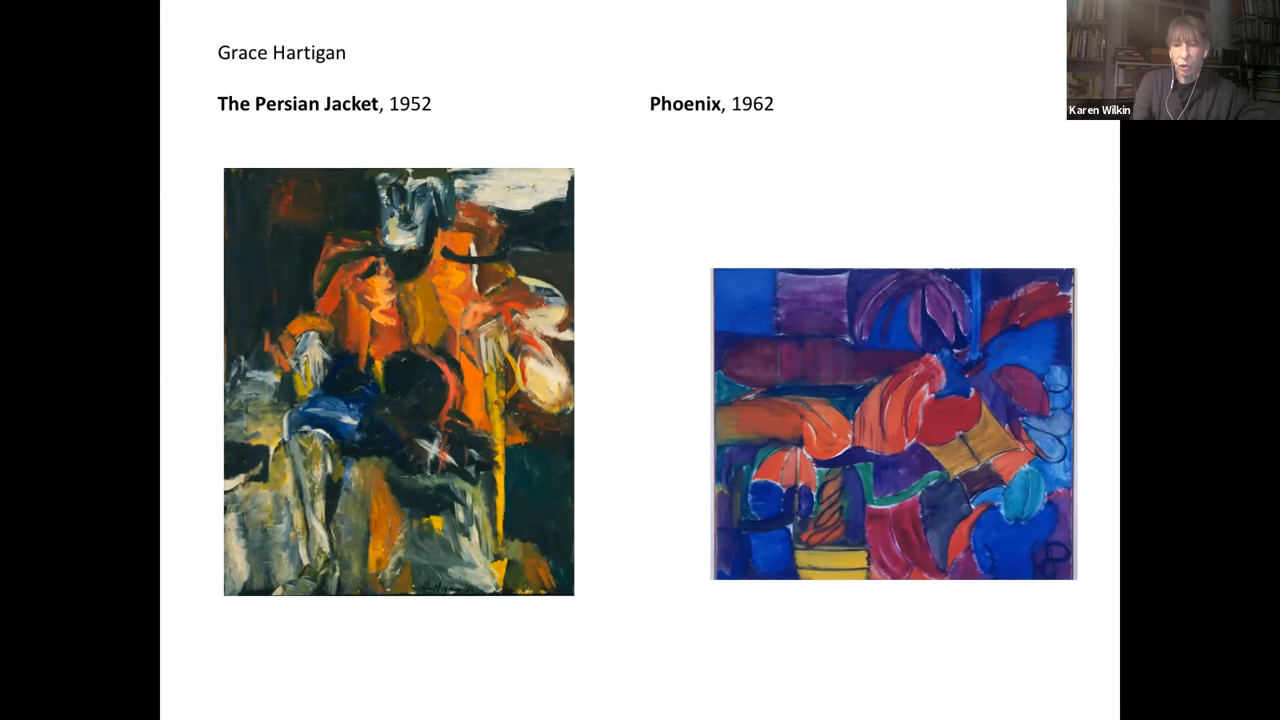 Grace Hartigan
The Persian Jacket, 1952
Phoenix, 1962
Karen Wilkin